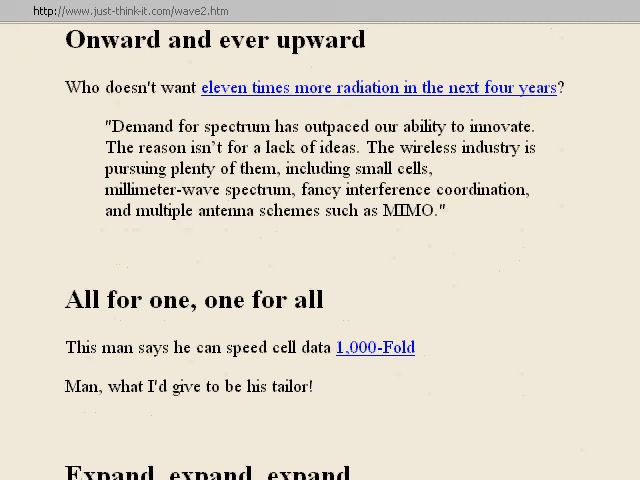 http://www.just-think-it.com/wave2.htm
Onward and ever upward
Who doesn't want eleven times more radiation in the next four years?
"Demand for spectrum has outpaced our ability to innovate.
The reason isn't for a lack of ideas. The wireless industry is
pursuing plenty of them, including small cells,
millimeter-wave spectrum, fancy interference coordination,
and multiple antenna schemes such as MIMO."
All for one, one for all
This man says he can speed cell data 1,000-Fold
Man, what I'd give to be his tailor!
Expand, expand, expand